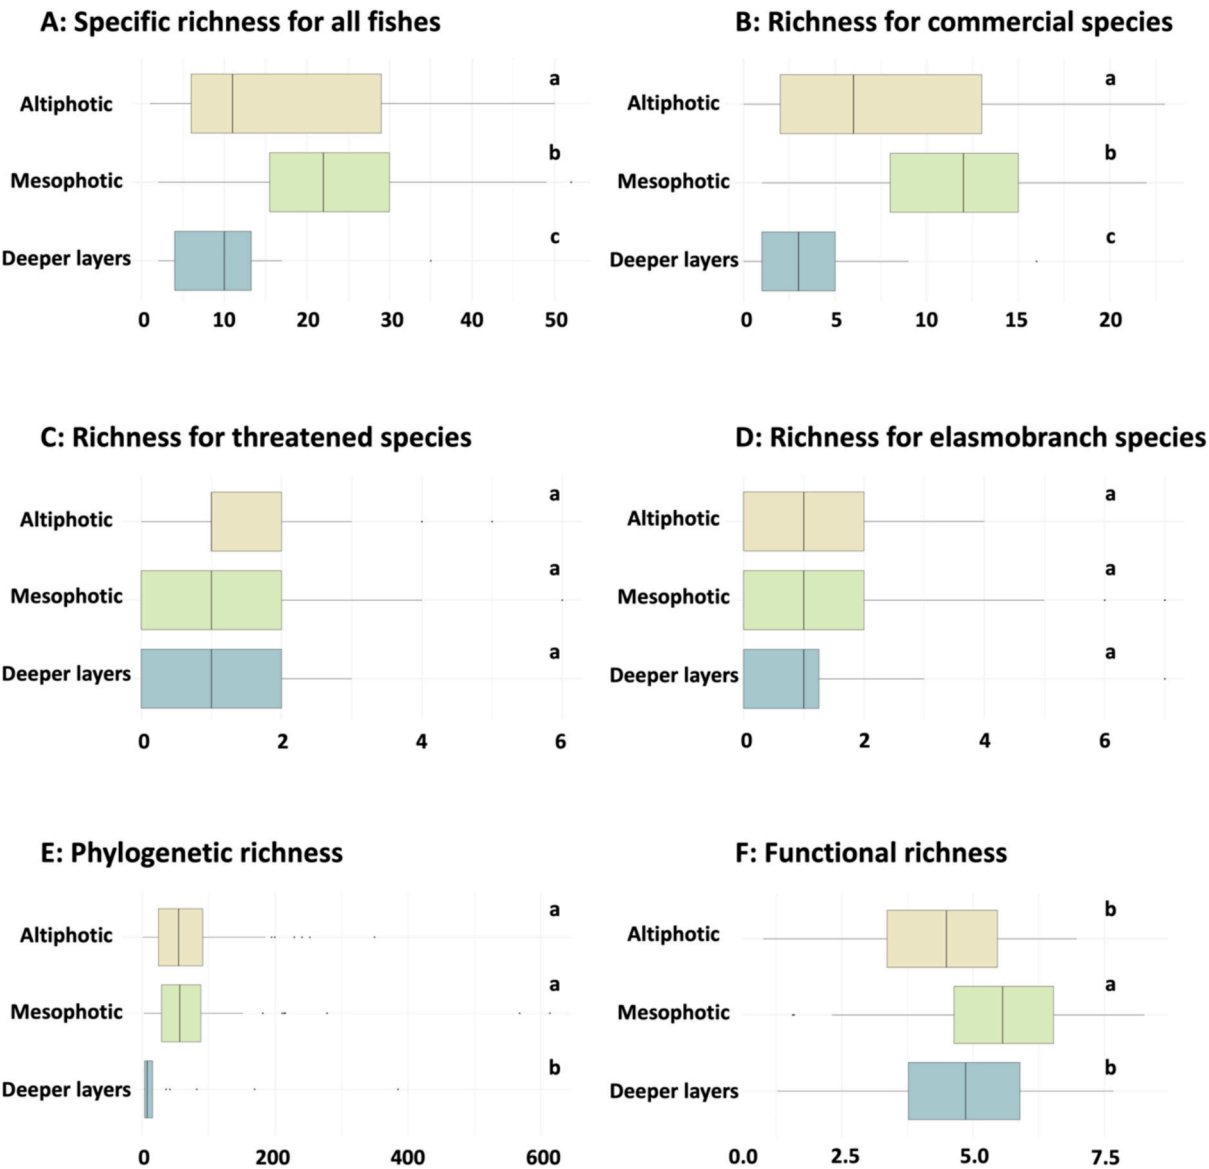 A: Specific richness for all fishes
Altiphotic a
Mesophotic b
Deeper layers c
0 10 20 30 40 50
B: Richness for commercial species
Altiphotic a
Mesophotic b
Deeper layers c
0 5 10 15 20
C: Richness for threatened species
Altiphotic a
Mesophotic a
Deeper layers a
0 2 4 6
D: Richness for elasmobranch species
Altiphotic a
Mesophotic a
Deeper layers a
0 2 4 6
E: Phylogenetic richness
Altiphotic a
Mesophotic a
Deeper layers b
0 200 400 600
F: Functional richness
Altiphotic b
Mesophotic a
Deeper layers b
0.0 2.5 5.0 7.5